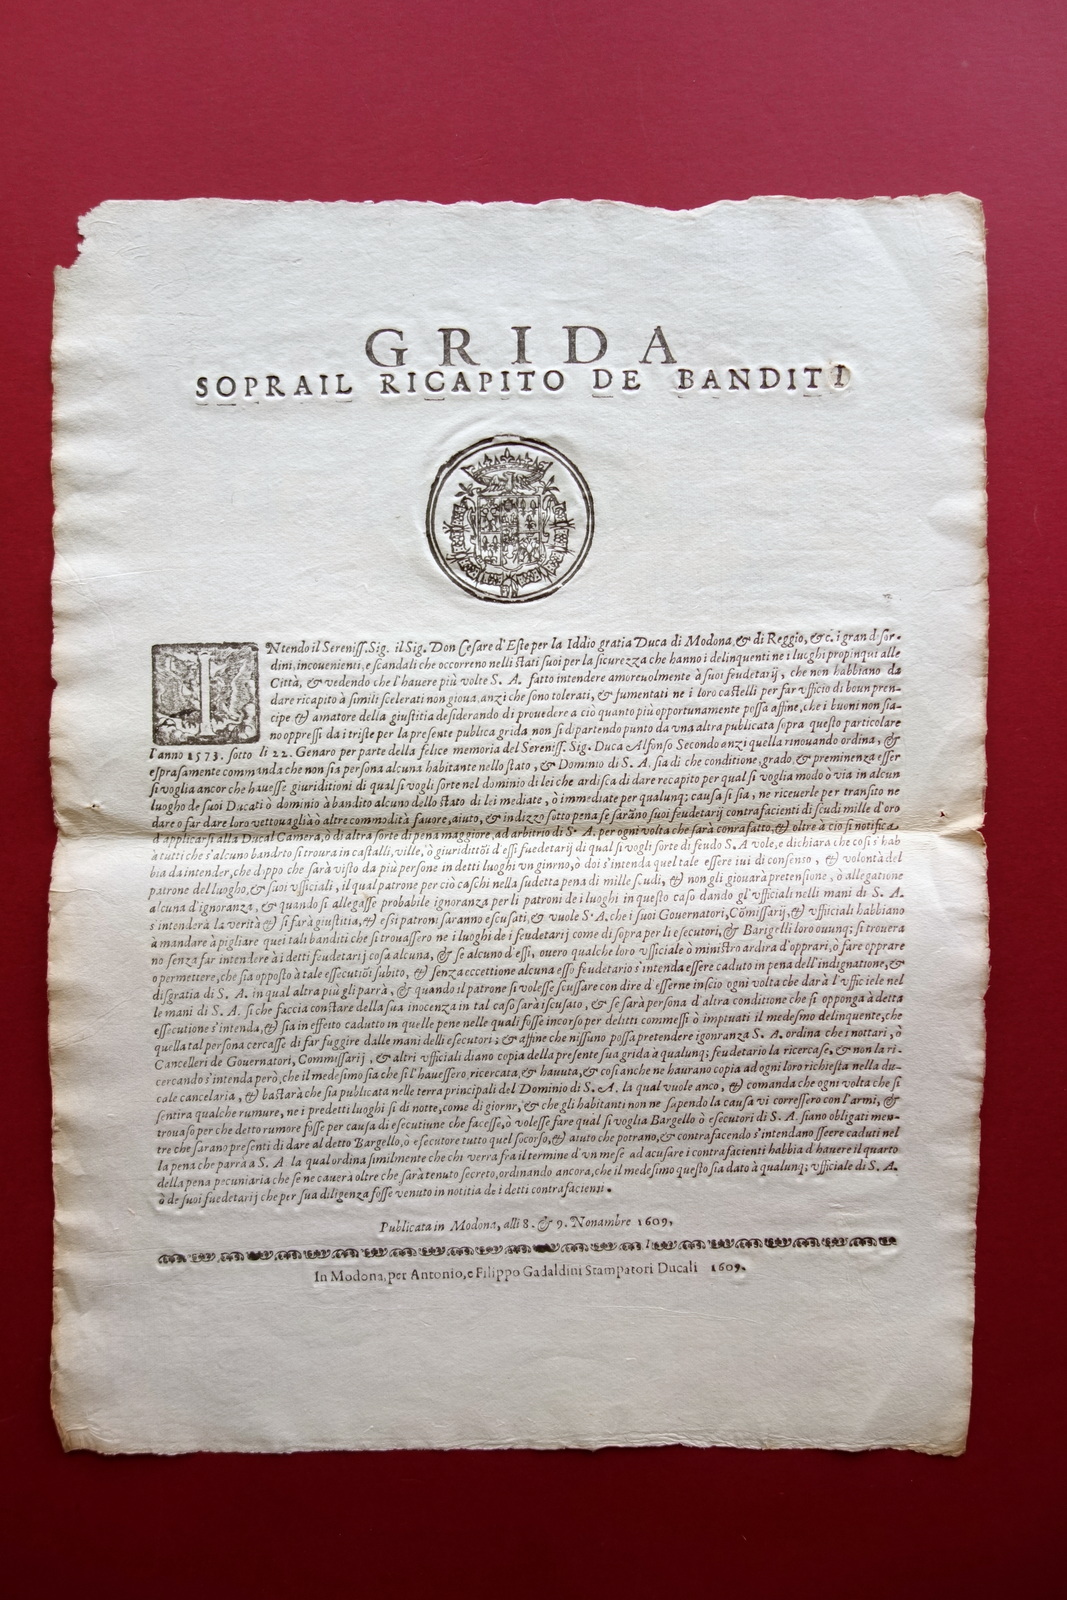 GRIDA
SOPRA IL RICAPITO DE BANDITI
INtendo il Sereniss. Sig. il Sig. Don Cesare d'Este per la Iddio gratia Duca di Modona, & di Reggio, &c. i gran disor-
dini, incouenienti, e scandali che occorreno nelli stati suoi per la sicurezza che hanno i delinquenti ne i luoghi propinqui alle
Città, & vedendo che l'hauere più volte S. A. fatto intendere amoreuolmente à suoi feudetarij, che non habbiano da
dare ricapito à simili scelerati non gioua, anzi che sono tolerati, & fumentati ne i loro castelli per far vfficio di boun pren-
cipe & amatore della giustitia desiderando di prouedere a ciò quanto più opportunamente possa affine, che i buoni non sia-
no oppressi da i triste per la presente publica grida non si dipartendo punto da vna altra publicata sopra questo particolare
l'anno 1573. sotto li 22. Genaro per parte della felice memoria del Sereniss. Sig. Duca Alfonso Secondo anzi quella rinouando ordina, &
esprasamente commanda che non sia persona alcuna habitante nello stato, & Dominio di S. A. sia di che conditione, grado, e preminenza esser
si voglia ancor che hauesse giuriditioni di qual si vogli sorte nel dominio di lei che ardisca di dare recapito per qual si voglia modo ò via in alcun
luogho de suoi Ducati ò dominio à bandito alcuno dello stato di lei mediate, ò immediate per qualunq; causa si sia, ne riceuerle per transito ne
dare o far dare loro vettouaglia ò altre commodità fauore, aiuto, & indizzo sotto pena se sarãno suoi feudetarij contrafacienti di scudi mille d'oro
d'applicarsi alla Ducal Camera, ò di altra sorte di pena maggiore, ad arbitrio di S. A. per ogni volta che sarà contrafatto, & oltre a ciò si notifica
à tutti che s'alcuno bandito si troura in castalli, ville, ò giuridittõi d'essi fuedetarij di qual si vogli sorte di feudo S. A vole, e dichiara che cosi s'hab
bia da intender, che doppo che sarà visto da più persone in detti luoghi vn giorno, ò doi s'intenda quel tale essere iui di consenso, & volontà del
patrone del luogho, & suoi vfficiali, il qual patrone per ciò caschi nella sudetta pena di mille scudi, & non gli giouarà pretensione, ò allegatione
alcuna d'ignoranza, & quando si allegasse probabile ignoranza per li patroni de i luoghi in questo caso dando gl'vfficiali nelli mani di S. A.
s'intenderà la verità & si farà giustitia, & essi patroni saranno escusati, & vuole S. A. che i suoi Governatori, Cõmissarij, & vfficiali habbiano
à mandare à pigliare quei tali banditi che si trouassero ne i luoghi de i feudetarij come di sopra per li esecutori, & Barigelli loro ouunq; si trouera
no senza far intendere à i detti feudetarij cosa alcuna, & se alcuno d'essi, ouero qualche loro vfficiale ò ministro ardira d'opprari, ò fare opprare
o permettere, che sia opposto à tale essecutiõi subito, & senza eccettione alcuna esso feudetario s'intenda essere caduto in pena dell'indignatione, &
disgratia di S. A. in qual altra più gli parrà, & quando il patrone si volesse scussare con dire d'esserne inscio ogni volta che darà l'vfficiele nel
le mani di S. A. si che faccia constare della sua inocenza in tal caso sarà iscusato, & se sarà persona d'altra conditione che si opponga à detta
essecutione s'intenda, & sia in effetto cadutto in quelle pene nelle quali fosse incorso per delitti commessi ò imputati il medesmo delinquente, che
quella tal persona cercasse di far fuggire dalle mani delli esecutori; & affine che nissuno possa pretendere igonranza S. A. ordina che i nottari, ò
Cancelleri de Gouernatori, Commissarij, & altri vfficiali diano copia della presente sua grida à qualunq; feudetario la ricercase, & non la ri-
cercando s'intenda però, che il medesimo sia che si l'hauessero ricercata, & hauuta, & cosi anche ne haurano copia ad ogni loro richiesta nella du-
cale cancelaria, & bastarà che sia publicata nelle terra principali del Dominio di S. A. la qual vuole anco, & comanda che ogni volta che si
sentira qualche rumure, ne i predetti luoghi si di notte, come di giorni, & che gli habitanti non ne sapendo la causa vi corressero con l'armi, &
trouaso per che detto rumore fosse per causa di esecutiune che facesse, ò volesse fare qual si voglia Bargello ò esecutori di S. A. siano obligati men-
tre che sarano presenti di dare al detto Bargello, ò esecutore tutto quel socorso, & aiuto che potrano, & contrafacendo s'intendano sseere caduti nel
la pena che parrà a S. A la qual ordina similmente che chi verra fra il termine d'vn mese ad acusare i contrafacienti habbia d'hauere il quarto
della pena pecuniaria che se ne cauera oltre che sarà tenuto secreto, ordinando ancora, che il medesimo questo sia dato à qualunq; vfficiale di S. A.
ò de suoi fuedetarij che per sua diligenza fosse venuto in notitia de i detti contrafacienti.
Publicata in Modona, alli 8. & 9. Nonambre 1609.
In Modona, per Antonio, e Filippo Gadaldini Stampatori Ducali 1609.